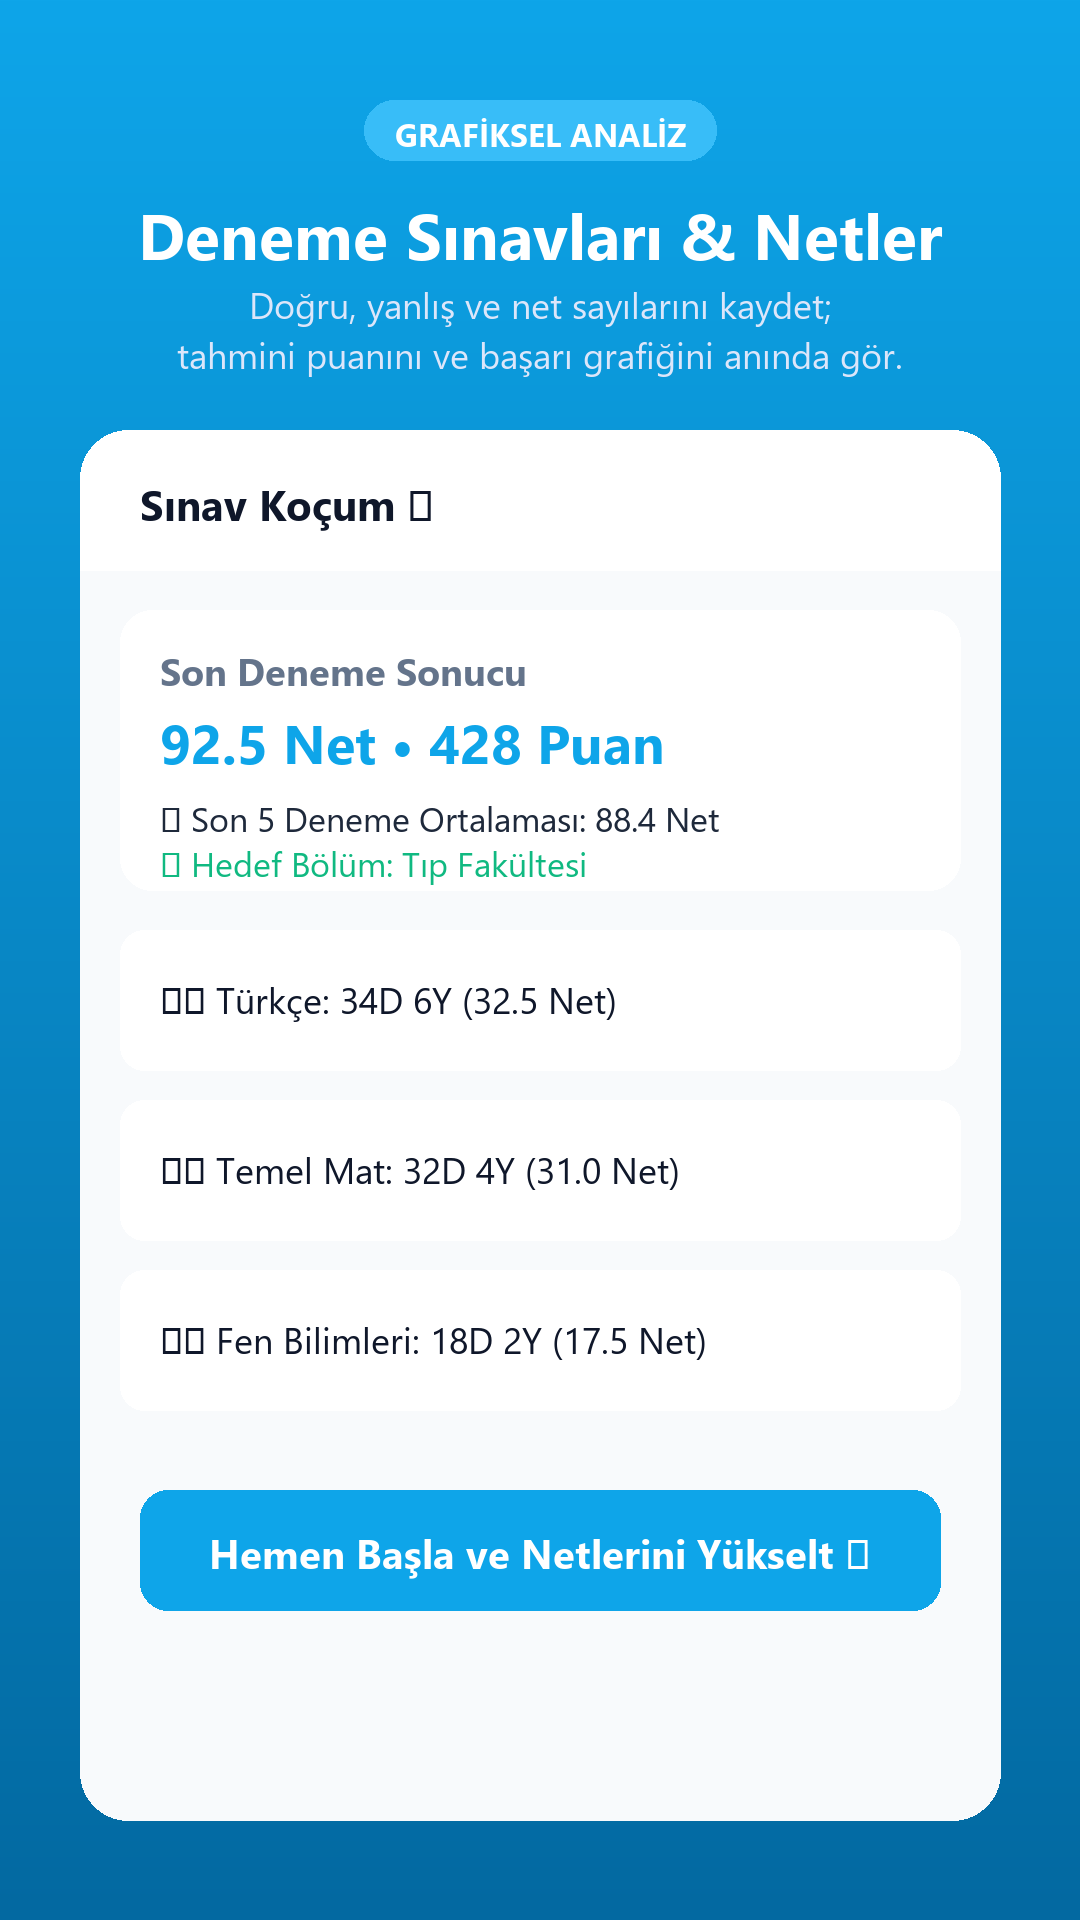 GRAFİKSEL ANALİZ
Deneme Sınavları & Netler
Doğru, yanlış ve net sayılarını kaydet;
tahmini puanını ve başarı grafiğini anında gör.
Sınav Koçum
Son Deneme Sonucu
92.5 Net • 428 Puan
Son 5 Deneme Ortalaması: 88.4 Net
Hedef Bölüm: Tıp Fakültesi
Türkçe: 34D 6Y (32.5 Net)
Temel Mat: 32D 4Y (31.0 Net)
Fen Bilimleri: 18D 2Y (17.5 Net)
Hemen Başla ve Netlerini Yükselt